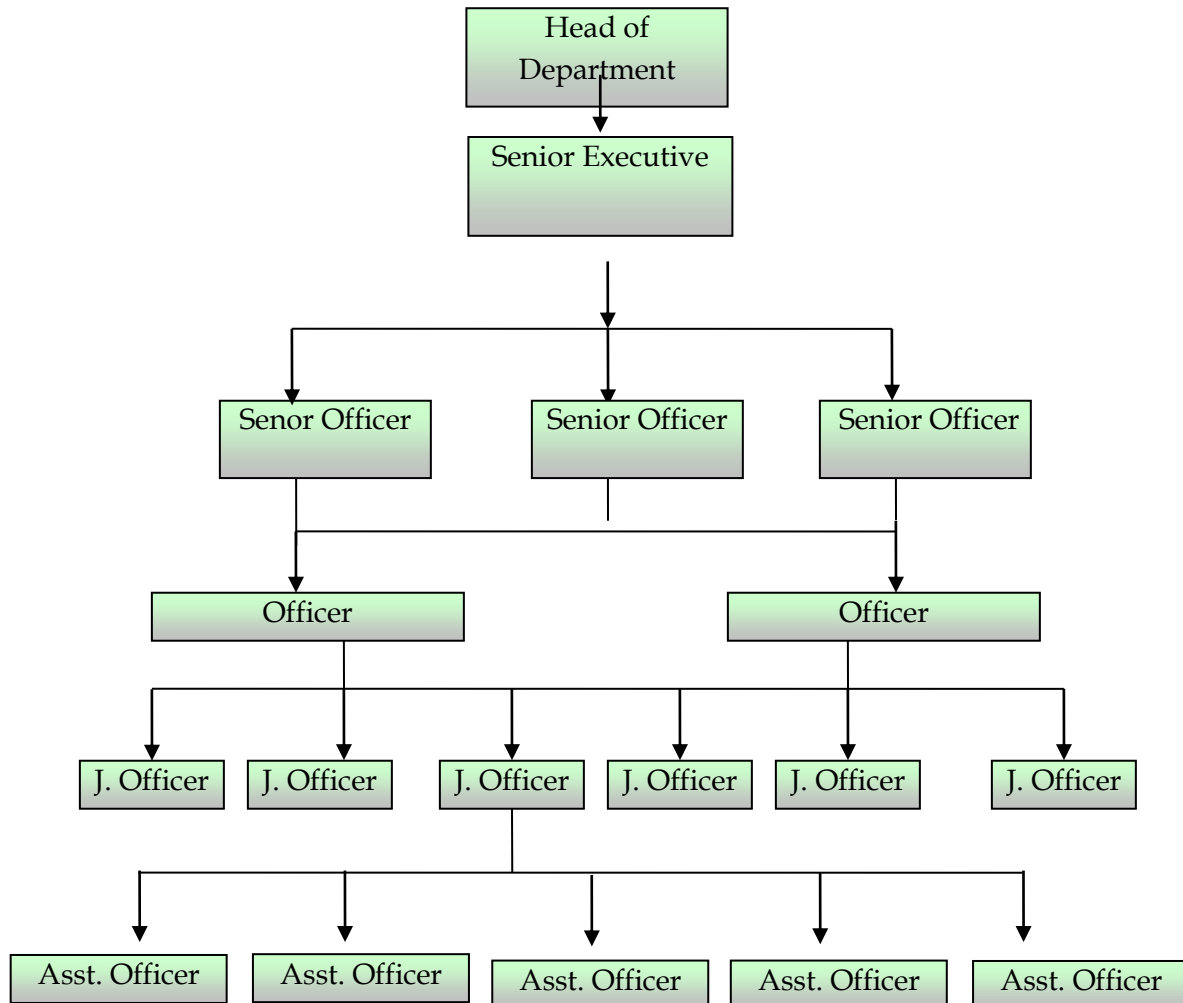 Head of
Department
Senior Executive
Senor Officer
Senior Officer
Senior Officer
Officer
Officer
J. Officer
J. Officer
J. Officer
J. Officer
J. Officer
J. Officer
Asst. Officer
Asst. Officer
Asst. Officer
Asst. Officer
Asst. Officer